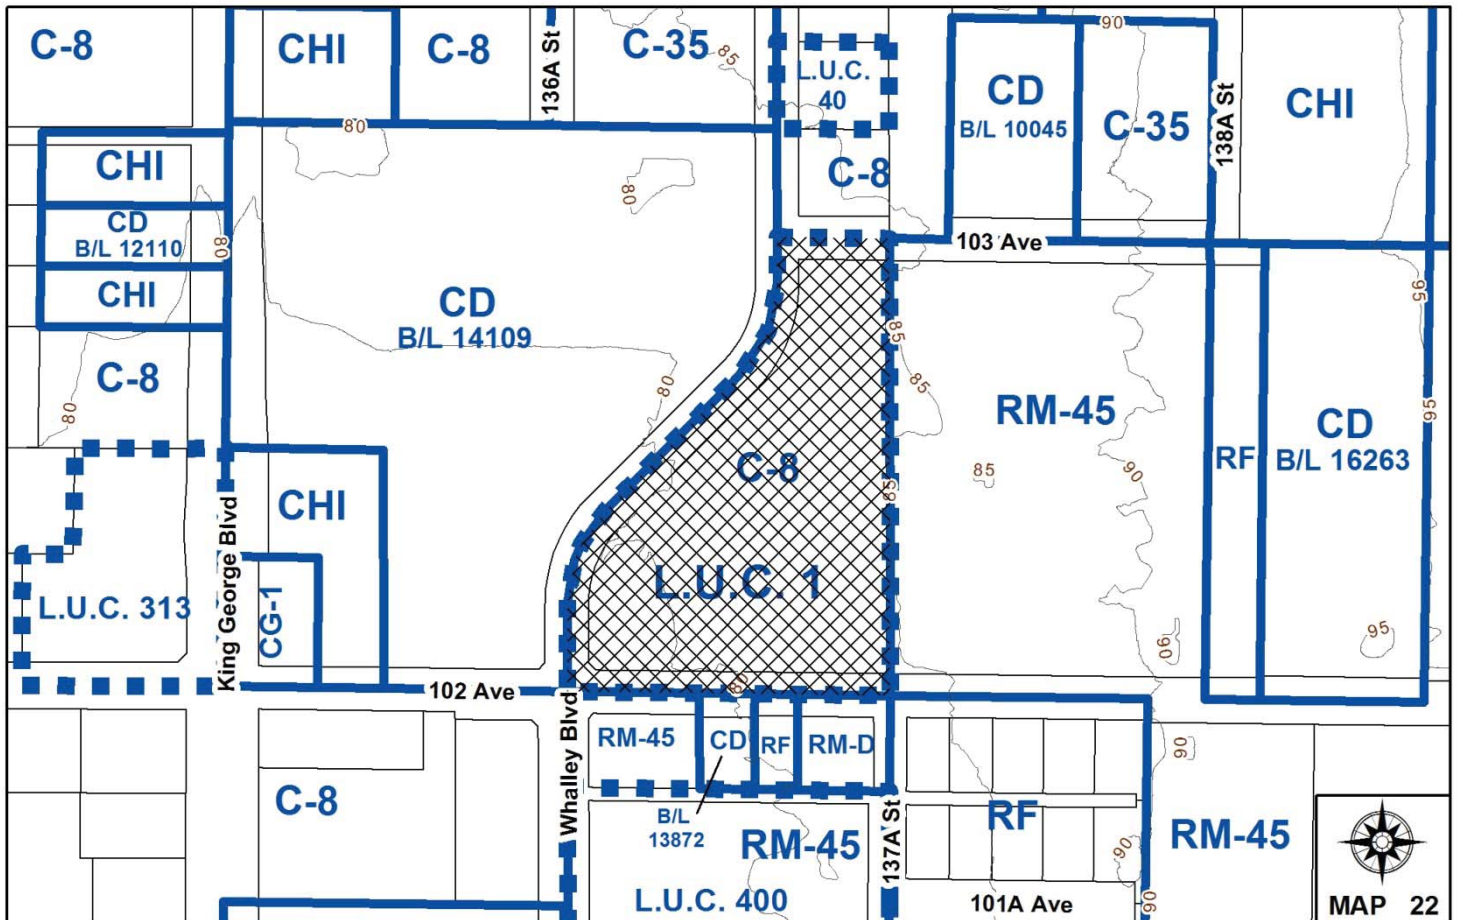 C-8
CHI
C-8
136A St
C-35
85
L.U.C.
40
CD
B/L 10045
90
C-35
138A St
CHI
80
CHI
CD
B/L 12110
CHI
C-8
80
80
80
C-8
103 Ave
CD
B/L 14109
80
85
85
95
RM-45
C-8
85
85
90
RF
CD
B/L 16263
95
L.U.C. 313
King George Blvd
CHI
CG-1
L.U.C. 1
90
95
102 Ave
80
Whalley Blvd
RM-45
CD
RF
RM-D
90
C-8
B/L
13872
RM-45
L.U.C. 400
137A St
RF
90
90
101A Ave
RM-45
MAP 22